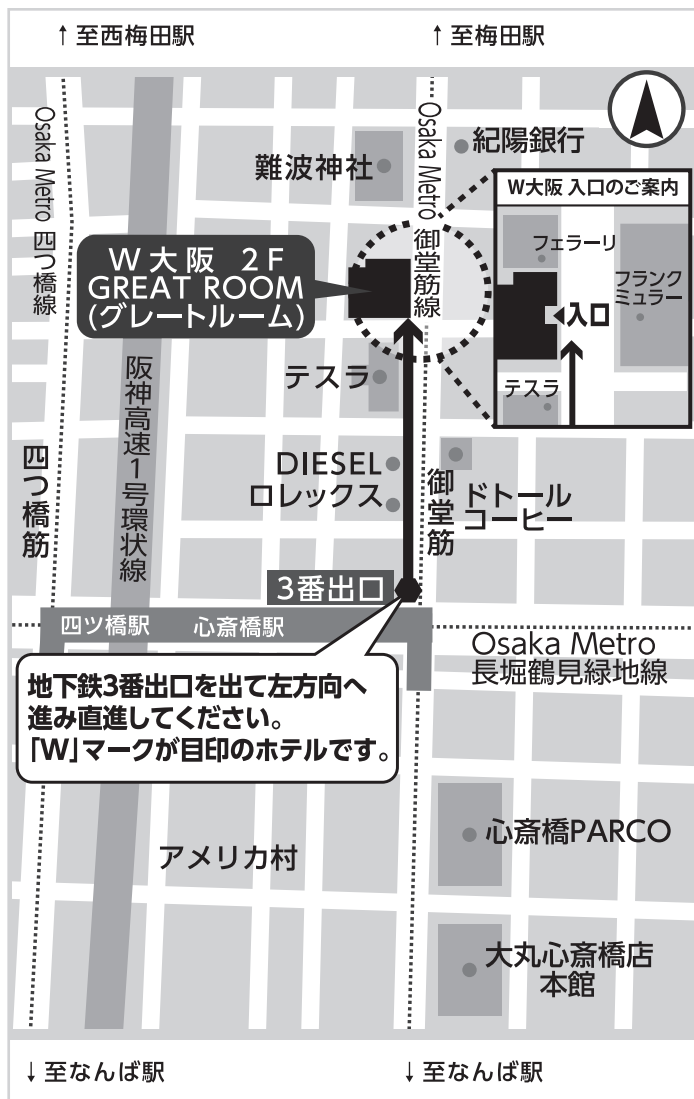 ↑至西梅田駅
↑至梅田駅
Osaka Metro 四つ橋線
Osaka Metro 御堂筋線
紀陽銀行
難波神社
W大阪 入口のご案内
フェラーリ
フランク
ミュラー
入口
テスラ
W大阪 2F
GREAT ROOM
(グレートルーム)
テスラ
阪神高速1号環状線
四つ橋筋
DIESEL
ロレックス
御堂筋
ドトール
コーヒー
3番出口
四ツ橋駅
心斎橋駅
Osaka Metro
長堀鶴見緑地線
地下鉄3番出口を出て左方向へ
進み直進してください。
「W」マークが目印のホテルです。
心斎橋PARCO
アメリカ村
大丸心斎橋店
本館
↓至なんば駅
↓至なんば駅